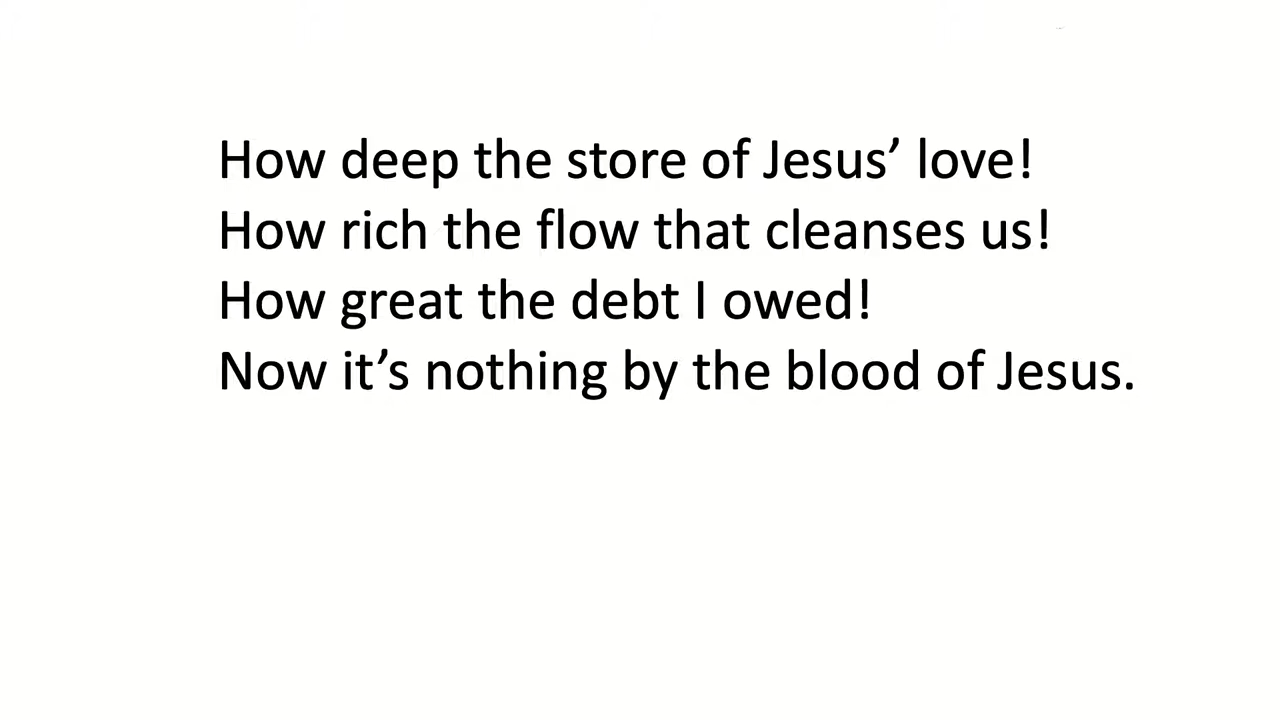 How deep the store of Jesus’ love!
How rich the flow that cleanses us!
How great the debt I owed!
Now it’s nothing by the blood of Jesus.